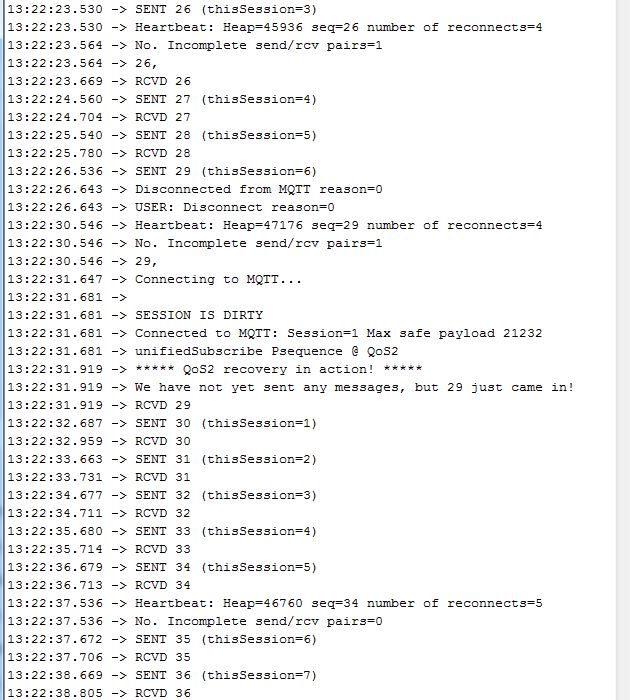 13:22:23.530 -> SENT 26 (thisSession=3)
13:22:23.530 -> Heartbeat: Heap=45936 seq=26 number of reconnects=4
13:22:23.564 -> No. Incomplete send/rcv pairs=1
13:22:23.564 -> 26,
13:22:23.669 -> RCVD 26
13:22:24.560 -> SENT 27 (thisSession=4)
13:22:24.704 -> RCVD 27
13:22:25.540 -> SENT 28 (thisSession=5)
13:22:25.780 -> RCVD 28
13:22:26.536 -> SENT 29 (thisSession=6)
13:22:26.643 -> Disconnected from MQTT reason=0
13:22:26.643 -> USER: Disconnect reason=0
13:22:30.546 -> Heartbeat: Heap=47176 seq=29 number of reconnects=4
13:22:30.546 -> No. Incomplete send/rcv pairs=1
13:22:30.546 -> 29,
13:22:31.647 -> Connecting to MQTT...
13:22:31.681 ->
13:22:31.681 -> SESSION IS DIRTY
13:22:31.681 -> Connected to MQTT: Session=1 Max safe payload 21232
13:22:31.681 -> unifiedSubscribe Psequence @ QoS2
13:22:31.919 -> ***** QoS2 recovery in action! *****
13:22:31.919 -> We have not yet sent any messages, but 29 just came in!
13:22:31.919 -> RCVD 29
13:22:32.687 -> SENT 30 (thisSession=1)
13:22:32.959 -> RCVD 30
13:22:33.663 -> SENT 31 (thisSession=2)
13:22:33.731 -> RCVD 31
13:22:34.677 -> SENT 32 (thisSession=3)
13:22:34.711 -> RCVD 32
13:22:35.680 -> SENT 33 (thisSession=4)
13:22:35.714 -> RCVD 33
13:22:36.679 -> SENT 34 (thisSession=5)
13:22:36.713 -> RCVD 34
13:22:37.536 -> Heartbeat: Heap=46760 seq=34 number of reconnects=5
13:22:37.536 -> No. Incomplete send/rcv pairs=0
13:22:37.672 -> SENT 35 (thisSession=6)
13:22:37.706 -> RCVD 35
13:22:38.669 -> SENT 36 (thisSession=7)
13:22:38.805 -> RCVD 36